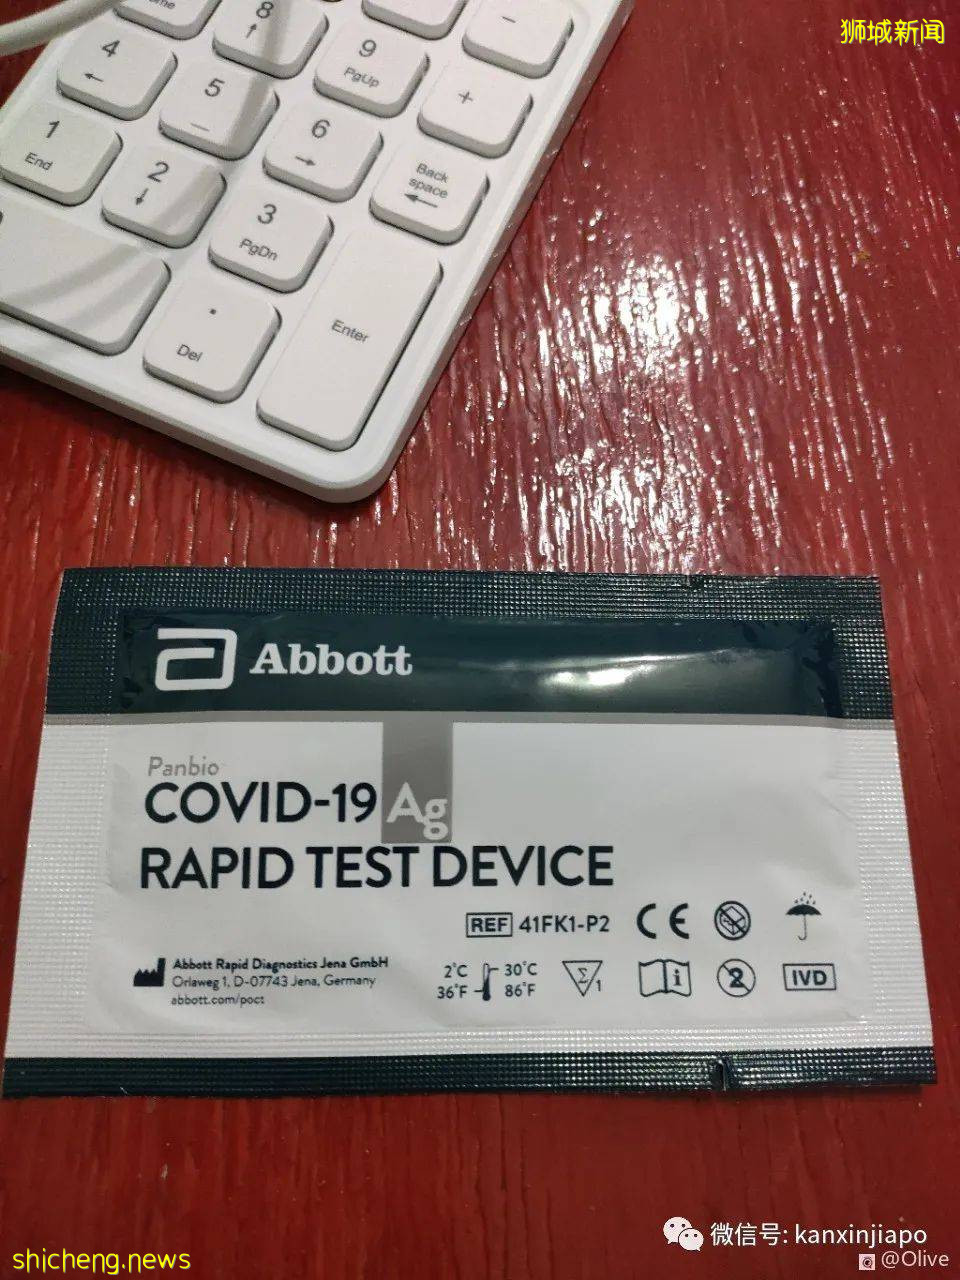 狮城新闻
ome
8
9
PgUp
-
4
5
6
+
1
End
2
3
PgDn
Back
space
.
Del
Enter
Abbott
Panbio
COVID-19 Ag
RAPID TEST DEVICE
REF 41FK1-P2
CE
Abbott Rapid Diagnostics Jena GmbH
Orlaweg 1, D-07743 Jena, Germany
abbott.com/poct
2°C 30°C
36°F 86°F
Σ 1
i
2
IVD
微信号: kanxinjiapo
shicheng.news
@Olive